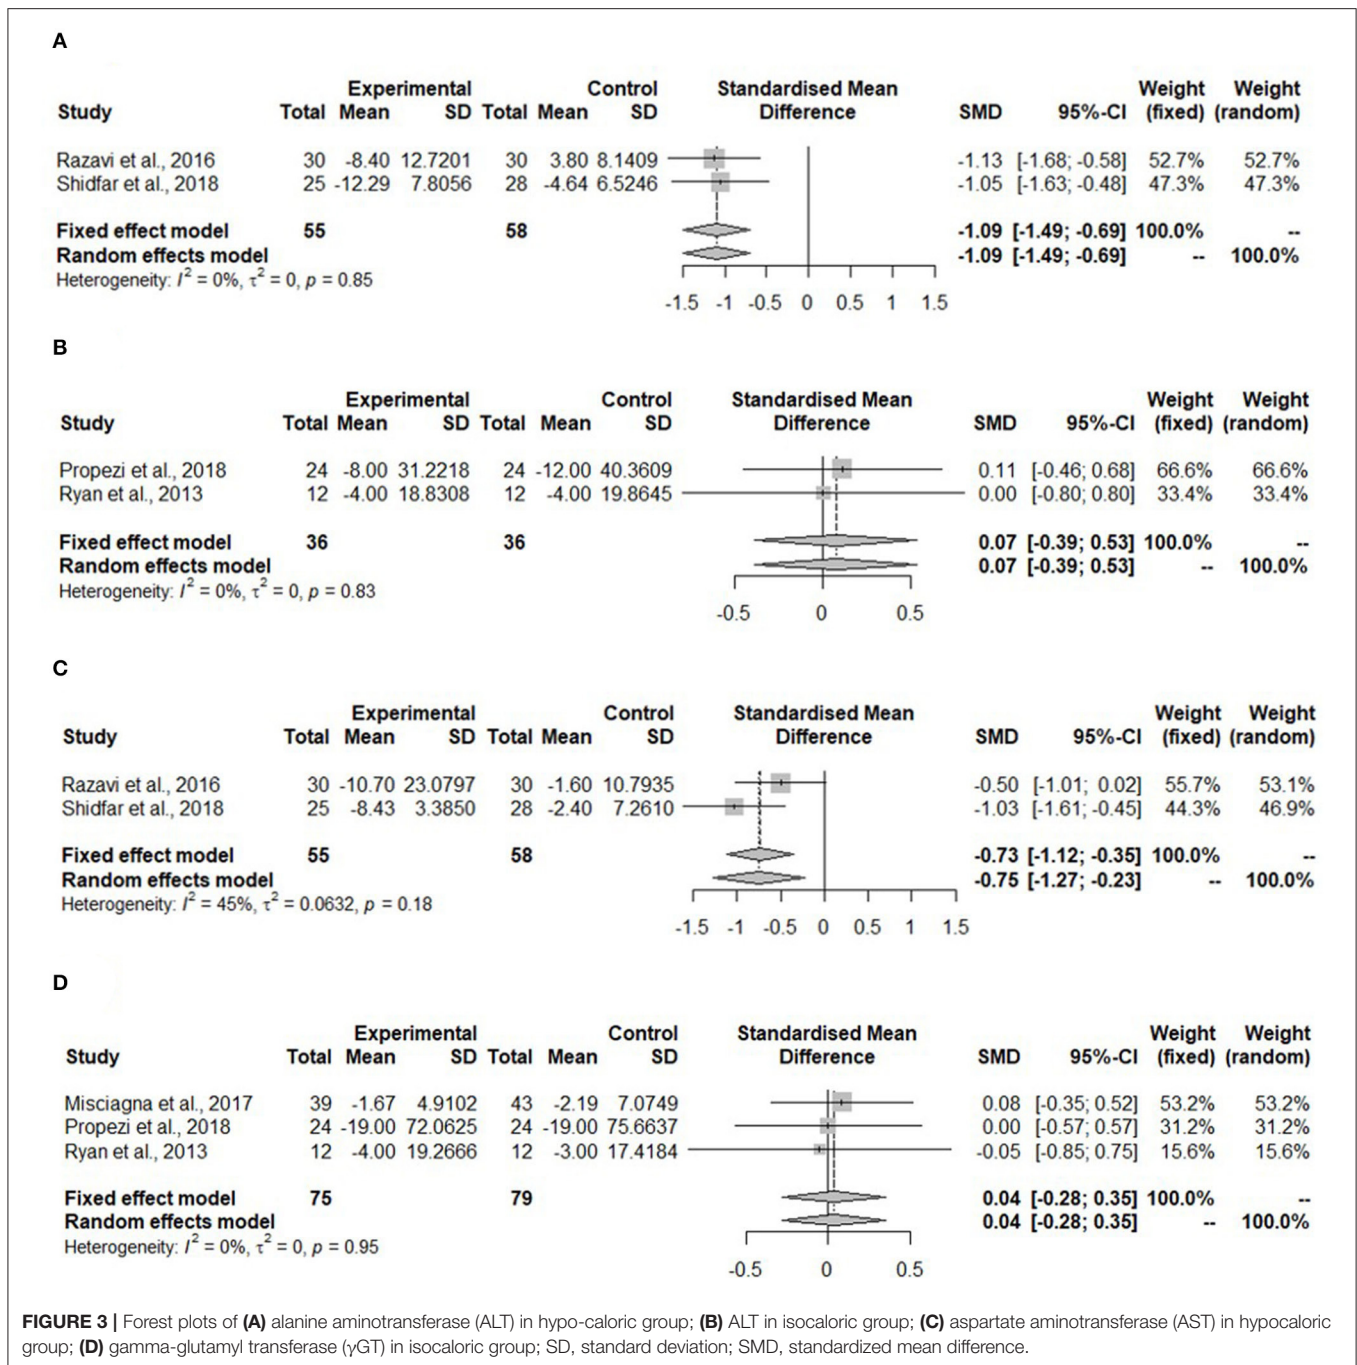 A
Experimental Control Standardised Mean Weight Weight
Study Total Mean SD Total Mean SD Difference SMD 95%-CI (fixed) (random)
Razavi et al., 2016 30 -8.40 12.7201 30 3.80 8.1409 -1.13 [-1.68; -0.58] 52.7% 52.7%
Shidfar et al., 2018 25 -12.29 7.8056 28 -4.64 6.5246 -1.05 [-1.63; -0.48] 47.3% 47.3%
Fixed effect model 55 58 -1.09 [-1.49; -0.69] 100.0% --
Random effects model -1.09 [-1.49; -0.69] -- 100.0%
Heterogeneity: I² = 0%, τ² = 0, p = 0.85
-1.5 -1 -0.5 0 0.5 1 1.5
B
Experimental Control Standardised Mean Weight Weight
Study Total Mean SD Total Mean SD Difference SMD 95%-CI (fixed) (random)
Propezi et al., 2018 24 -8.00 31.2218 24 -12.00 40.3609 0.11 [-0.46; 0.68] 66.6% 66.6%
Ryan et al., 2013 12 -4.00 18.8308 12 -4.00 19.8645 0.00 [-0.80; 0.80] 33.4% 33.4%
Fixed effect model 36 36 0.07 [-0.39; 0.53] 100.0% --
Random effects model 0.07 [-0.39; 0.53] -- 100.0%
Heterogeneity: I² = 0%, τ² = 0, p = 0.83
-0.5 0 0.5
C
Experimental Control Standardised Mean Weight Weight
Study Total Mean SD Total Mean SD Difference SMD 95%-CI (fixed) (random)
Razavi et al., 2016 30 -10.70 23.0797 30 -1.60 10.7935 -0.50 [-1.01; 0.02] 55.7% 53.1%
Shidfar et al., 2018 25 -8.43 3.3850 28 -2.40 7.2610 -1.03 [-1.61; -0.45] 44.3% 46.9%
Fixed effect model 55 58 -0.73 [-1.12; -0.35] 100.0% --
Random effects model -0.75 [-1.27; -0.23] -- 100.0%
Heterogeneity: I² = 45%, τ² = 0.0632, p = 0.18
-1.5 -1 -0.5 0 0.5 1 1.5
D
Experimental Control Standardised Mean Weight Weight
Study Total Mean SD Total Mean SD Difference SMD 95%-CI (fixed) (random)
Misciagna et al., 2017 39 -1.67 4.9102 43 -2.19 7.0749 0.08 [-0.35; 0.52] 53.2% 53.2%
Propezi et al., 2018 24 -19.00 72.0625 24 -19.00 75.6637 0.00 [-0.57; 0.57] 31.2% 31.2%
Ryan et al., 2013 12 -4.00 19.2666 12 -3.00 17.4184 -0.05 [-0.85; 0.75] 15.6% 15.6%
Fixed effect model 75 79 0.04 [-0.28; 0.35] 100.0% --
Random effects model 0.04 [-0.28; 0.35] -- 100.0%
Heterogeneity: I² = 0%, τ² = 0, p = 0.95
-0.5 0 0.5
FIGURE 3 | Forest plots of (A) alanine aminotransferase (ALT) in hypo-caloric group; (B) ALT in isocaloric group; (C) aspartate aminotransferase (AST) in hypocaloric
group; (D) gamma-glutamyl transferase (γGT) in isocaloric group; SD, standard deviation; SMD, standardized mean difference.